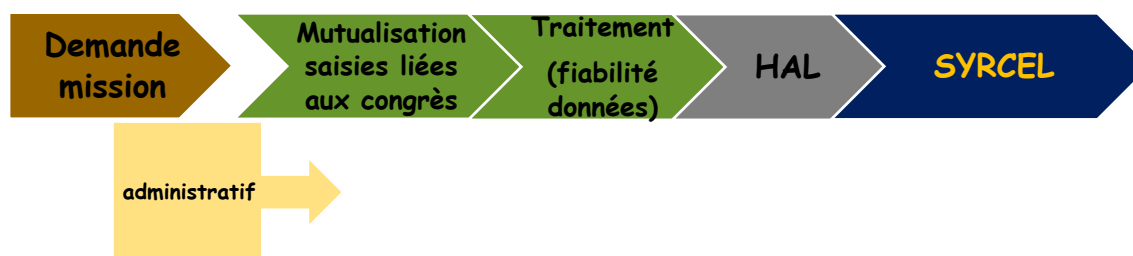 Demande
mission
Mutualisation
saisies liées
aux congrès
Traitement
(fiabilité
données)
HAL
SYRCEL
administratif